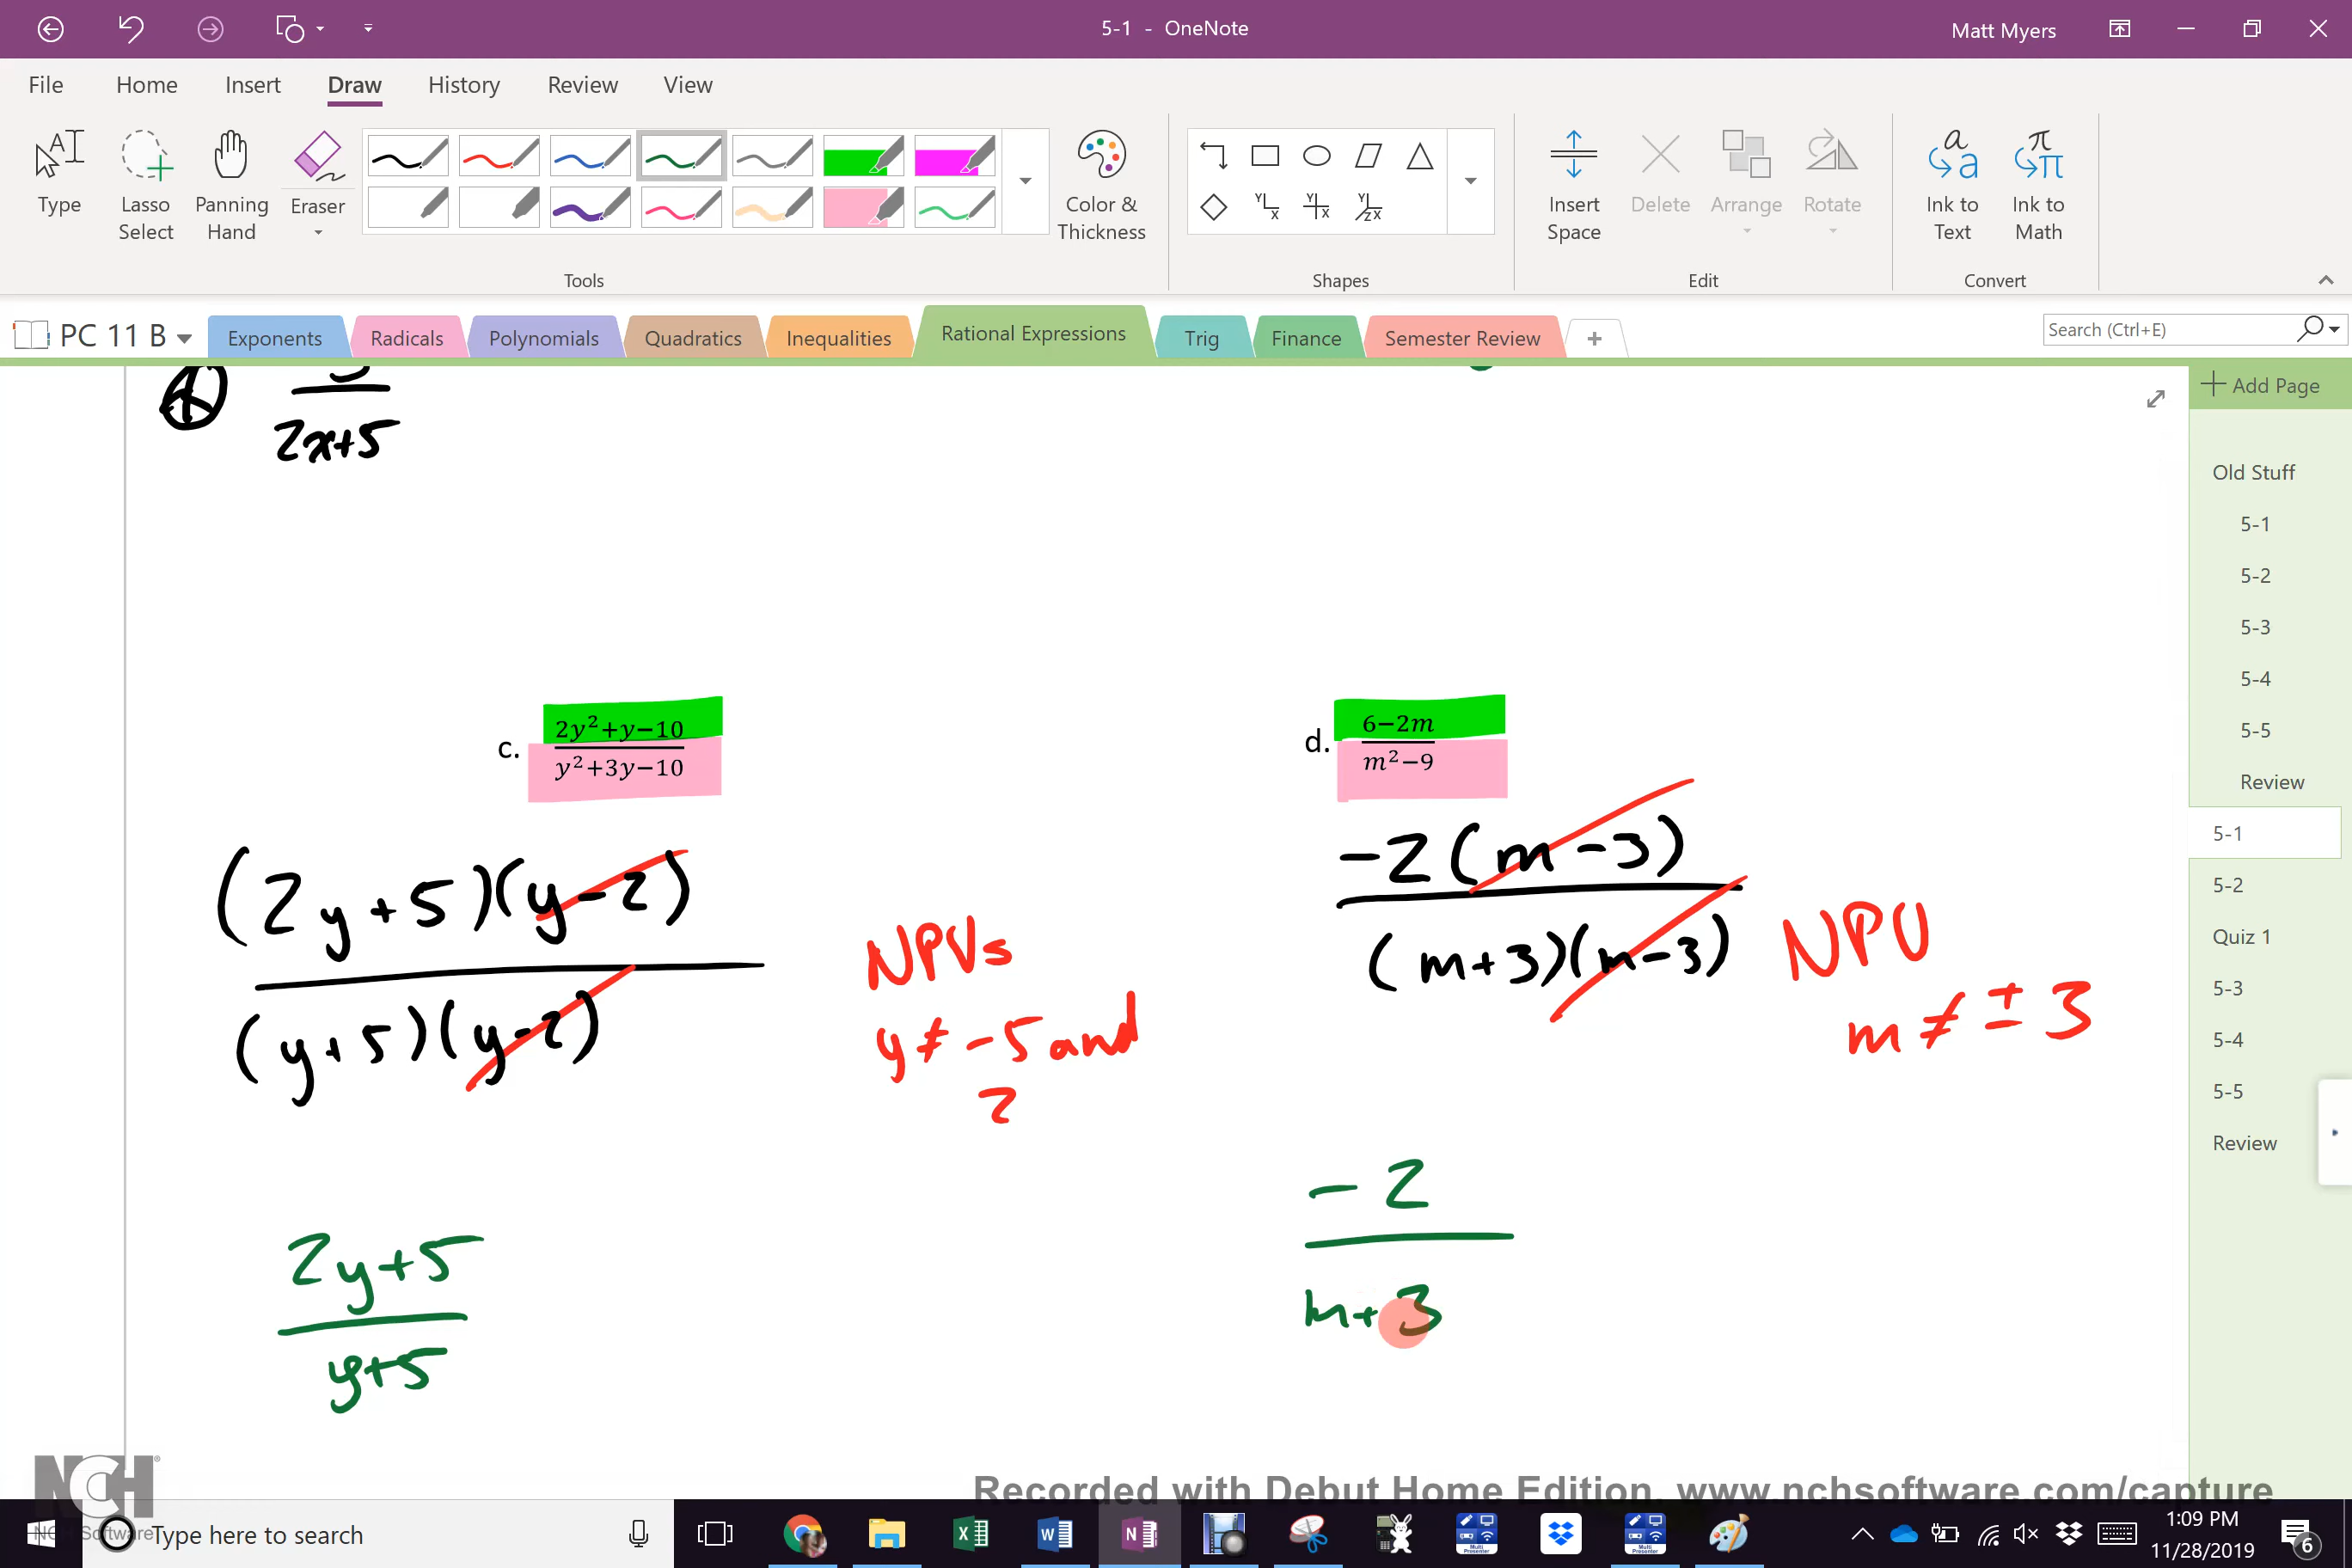 5-1 - OneNote
Matt Myers
File Home Insert Draw History Review View
Type
Lasso Select
Panning Hand
Eraser
Color & Thickness
Insert Space
Delete
Arrange
Rotate
Ink to Text
Ink to Math
Tools
Shapes
Edit
Convert
PC 11 B
Exponents
Radicals
Polynomials
Quadratics
Inequalities
Rational Expressions
Trig
Finance
Semester Review
Search (Ctrl+E)
Add Page
Old Stuff
5-1
5-2
5-3
5-4
5-5
Review
5-1
5-2
Quiz 1
5-3
5-4
5-5
Review
2x+5
c. 2y²+y−10
y²+3y−10
(2y+5)(y-2)
(y+5)(y-2)
NPVs
y ≠ -5 and
2
2y+5
y+5
d. 6−2m
m²−9
-2(m-3)
(m+3)(m-3)
NPV
m ≠ ± 3
-2
m+3
NCH
NCH Software
Recorded with Debut Home Edition. www.nchsoftware.com/capture
Type here to search
1:09 PM
11/28/2019
6